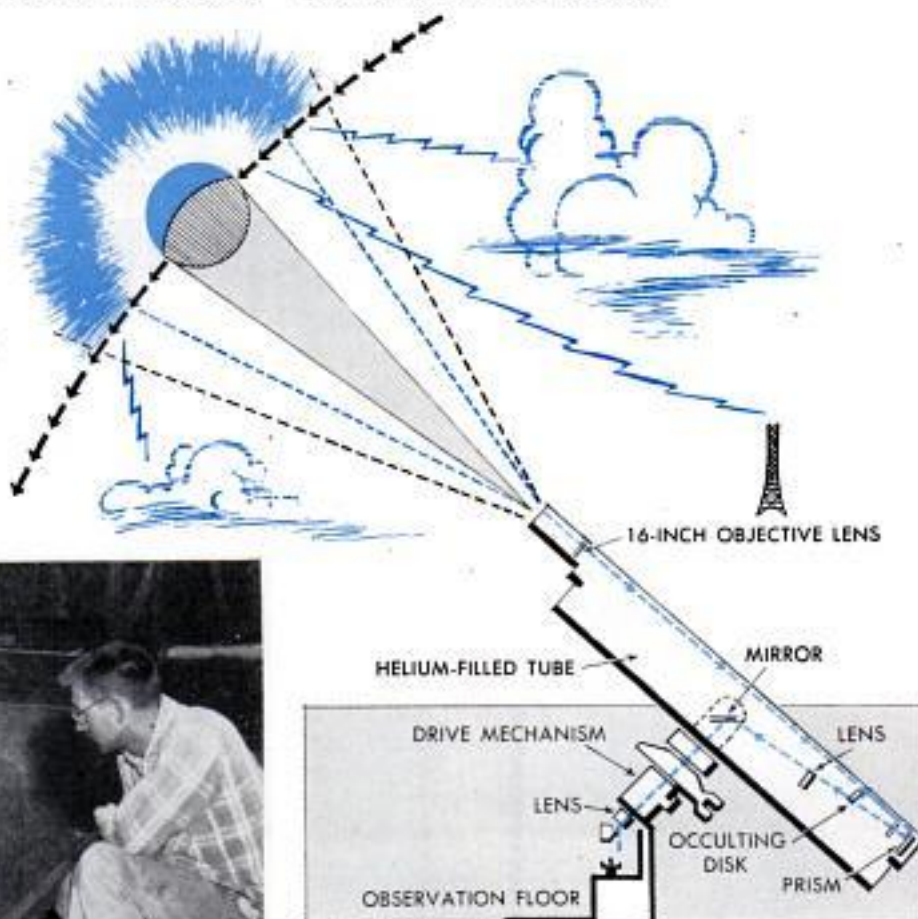 16-INCH OBJECTIVE LENS
HELIUM-FILLED TUBE
MIRROR
DRIVE MECHANISM
LENS
LENS
OCCULTING
DISK
PRISM
OBSERVATION FLOOR